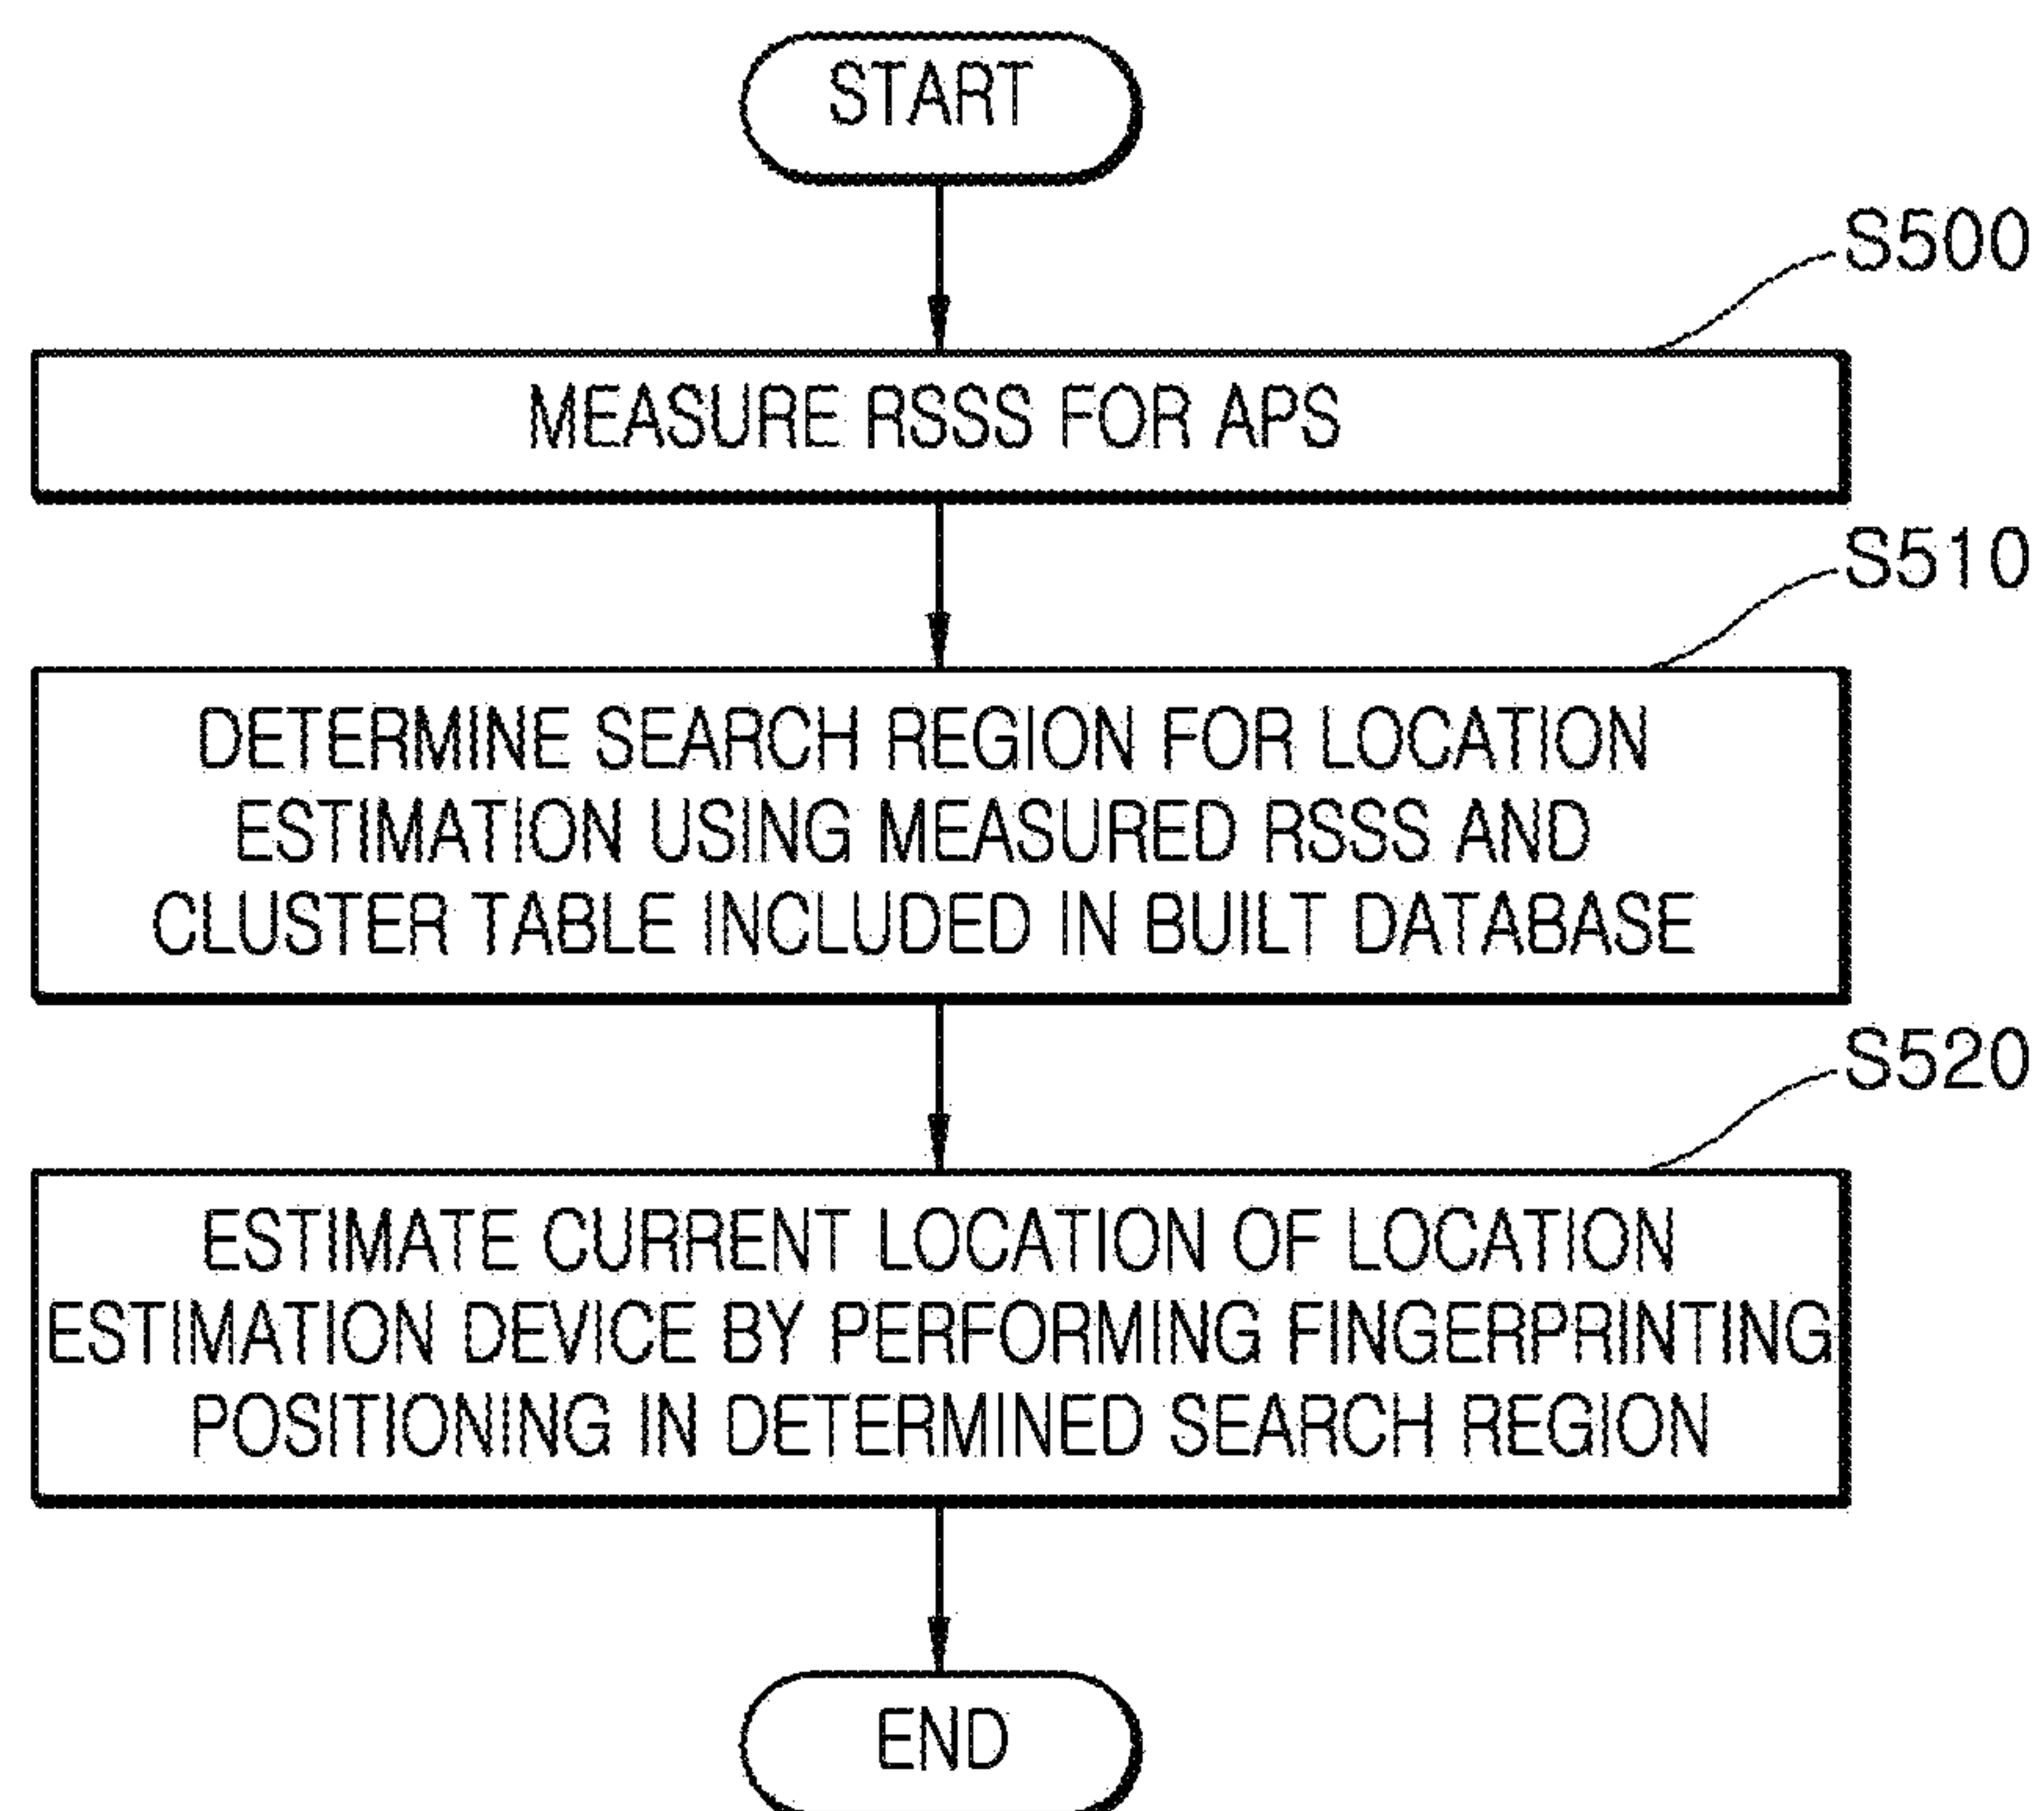 START
S500
MEASURE RSSS FOR APS
S510
DETERMINE SEARCH REGION FOR LOCATION
ESTIMATION USING MEASURED RSSS AND
CLUSTER TABLE INCLUDED IN BUILT DATABASE
S520
ESTIMATE CURRENT LOCATION OF LOCATION
ESTIMATION DEVICE BY PERFORMING FINGERPRINTING
POSITIONING IN DETERMINED SEARCH REGION
END